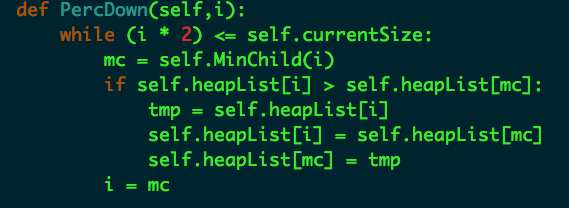 def PercDown(self,i):
    while (i * 2) <= self.currentSize:
        mc = self.MinChild(i)
        if self.heapList[i] > self.heapList[mc]:
            tmp = self.heapList[i]
            self.heapList[i] = self.heapList[mc]
            self.heapList[mc] = tmp
        i = mc